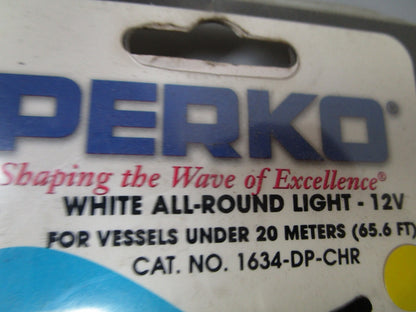 PERKO®
Shaping the Wave of Excellence®
WHITE ALL-ROUND LIGHT - 12V
FOR VESSELS UNDER 20 METERS (65.6 FT)
CAT. NO. 1634-DP-CHR